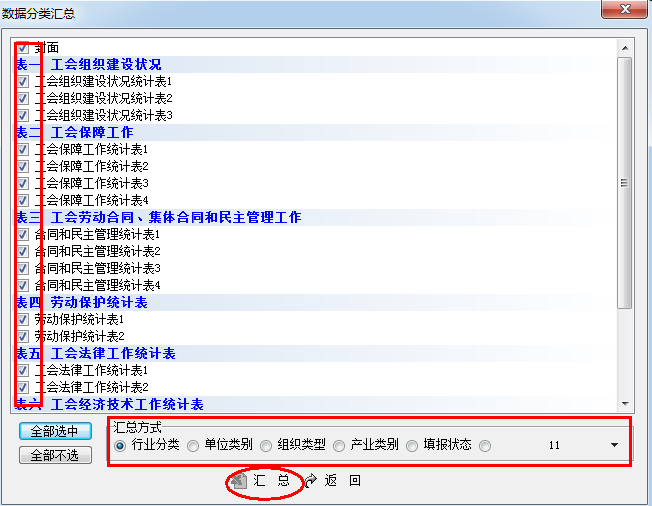 数据分类汇总
封面
表一 工会组织建设状况
工会组织建设状况统计表1
工会组织建设状况统计表2
工会组织建设状况统计表3
表二 工会保障工作
工会保障工作统计表1
工会保障工作统计表2
工会保障工作统计表3
工会保障工作统计表4
表三 工会劳动合同、集体合同和民主管理工作
合同和民主管理统计表1
合同和民主管理统计表2
合同和民主管理统计表3
合同和民主管理统计表4
表四 劳动保护统计表
劳动保护统计表1
劳动保护统计表2
表五 工会法律工作统计表
工会法律工作统计表1
工会法律工作统计表2
表六 工会经济技术工作统计表
全部选中
全部不选
汇总方式
行业分类 单位类别 组织类型 产业类别 填报状态 11
汇 总 返 回